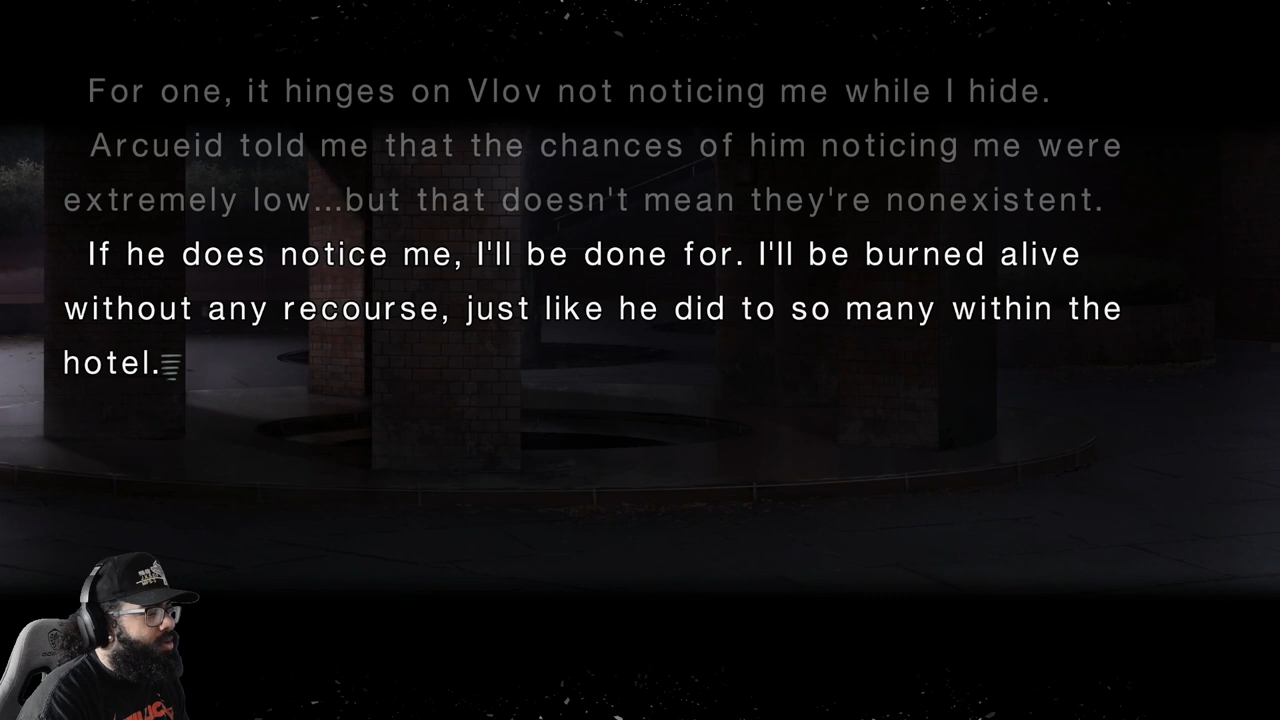 For one, it hinges on Vlov not noticing me while I hide.
Arcueid told me that the chances of him noticing me were
extremely low...but that doesn't mean they're nonexistent.
If he does notice me, I'll be done for. I'll be burned alive
without any recourse, just like he did to so many within the
hotel.